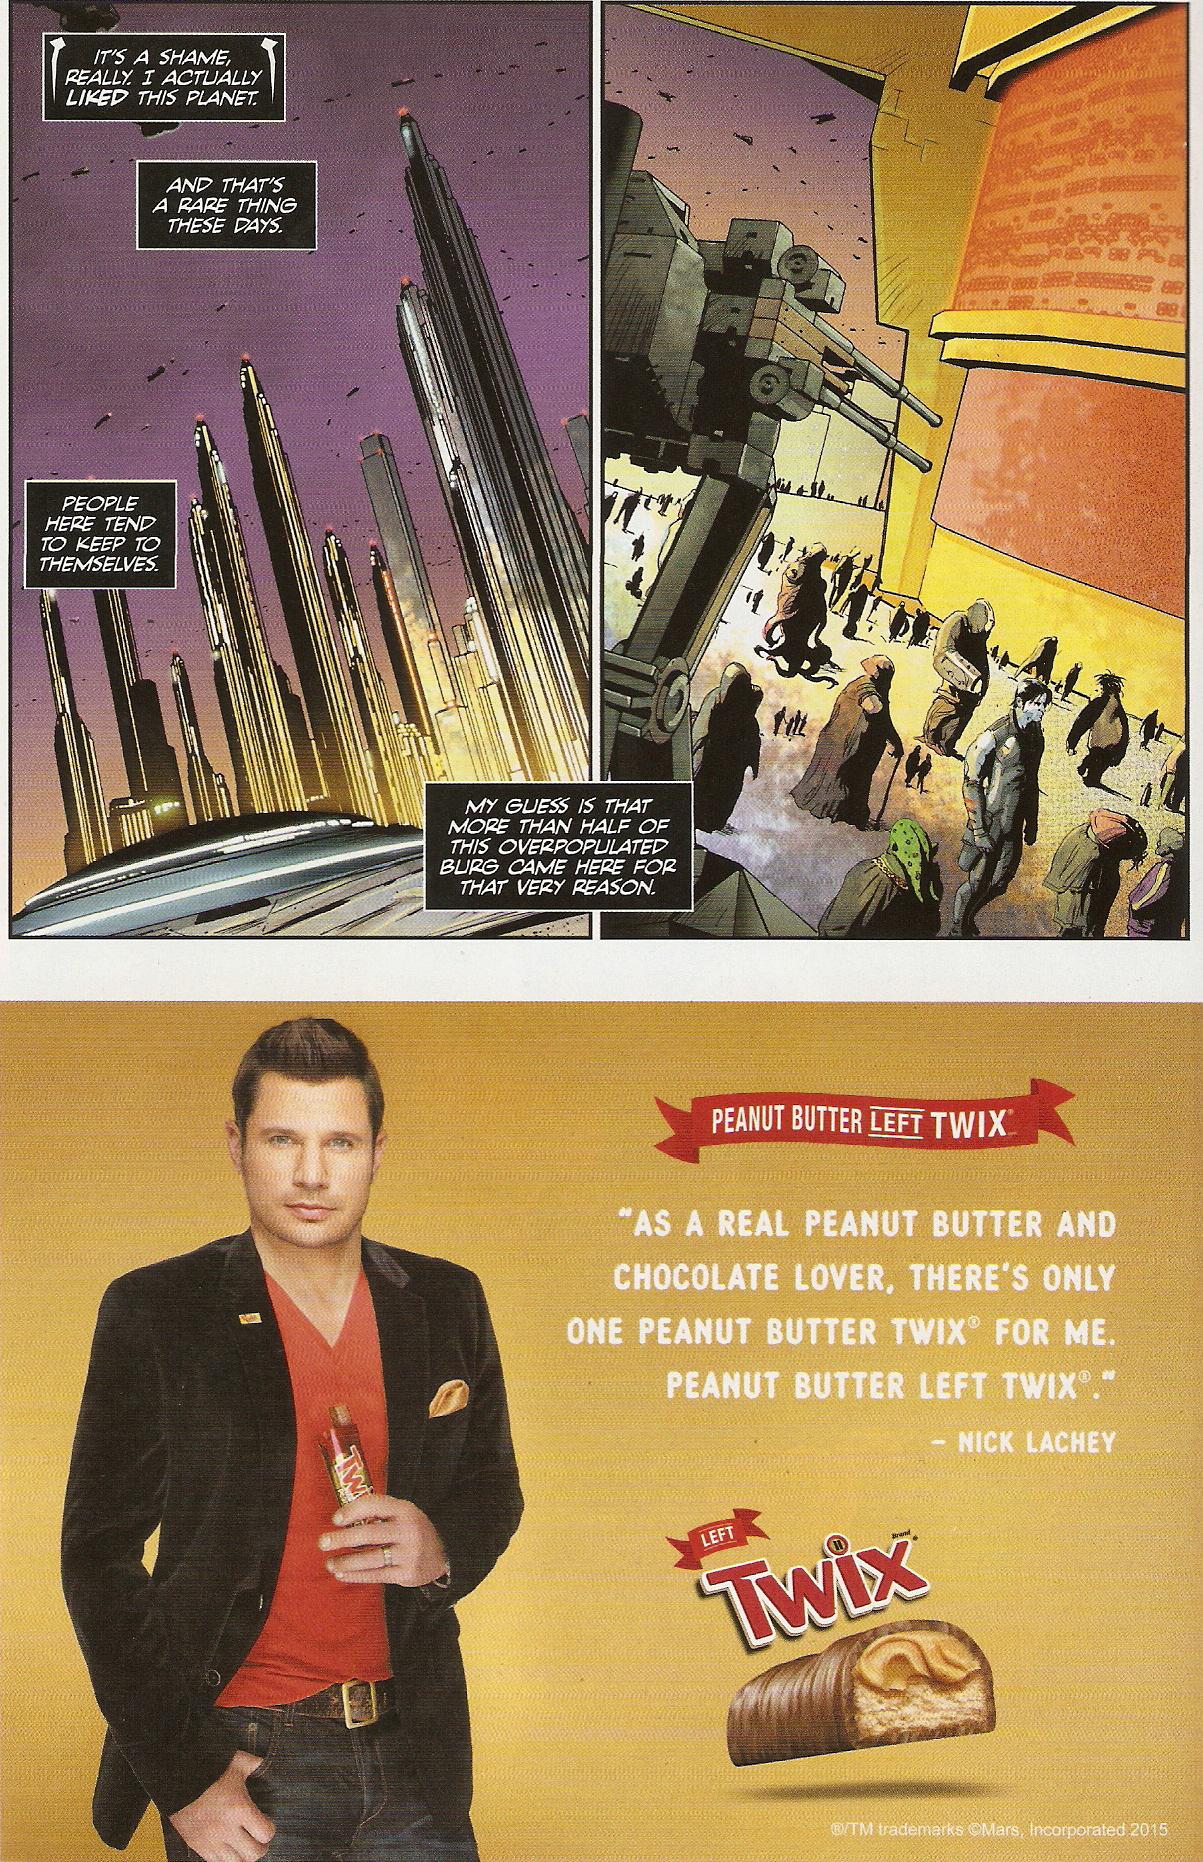 IT'S A SHAME,
REALLY. I ACTUALLY
LIKED THIS PLANET.
AND THAT'S
A RARE THING
THESE DAYS.
PEOPLE
HERE TEND
TO KEEP TO
THEMSELVES.
MY GUESS IS THAT
MORE THAN HALF OF
THIS OVERPOPULATED
BURG CAME HERE FOR
THAT VERY REASON.
PEANUT BUTTER LEFT TWIX®
"AS A REAL PEANUT BUTTER AND
CHOCOLATE LOVER, THERE'S ONLY
ONE PEANUT BUTTER TWIX® FOR ME.
PEANUT BUTTER LEFT TWIX®."
– NICK LACHEY
TWIX
LEFT
Brand
TWIX®
®/TM trademarks ©Mars, Incorporated 2015